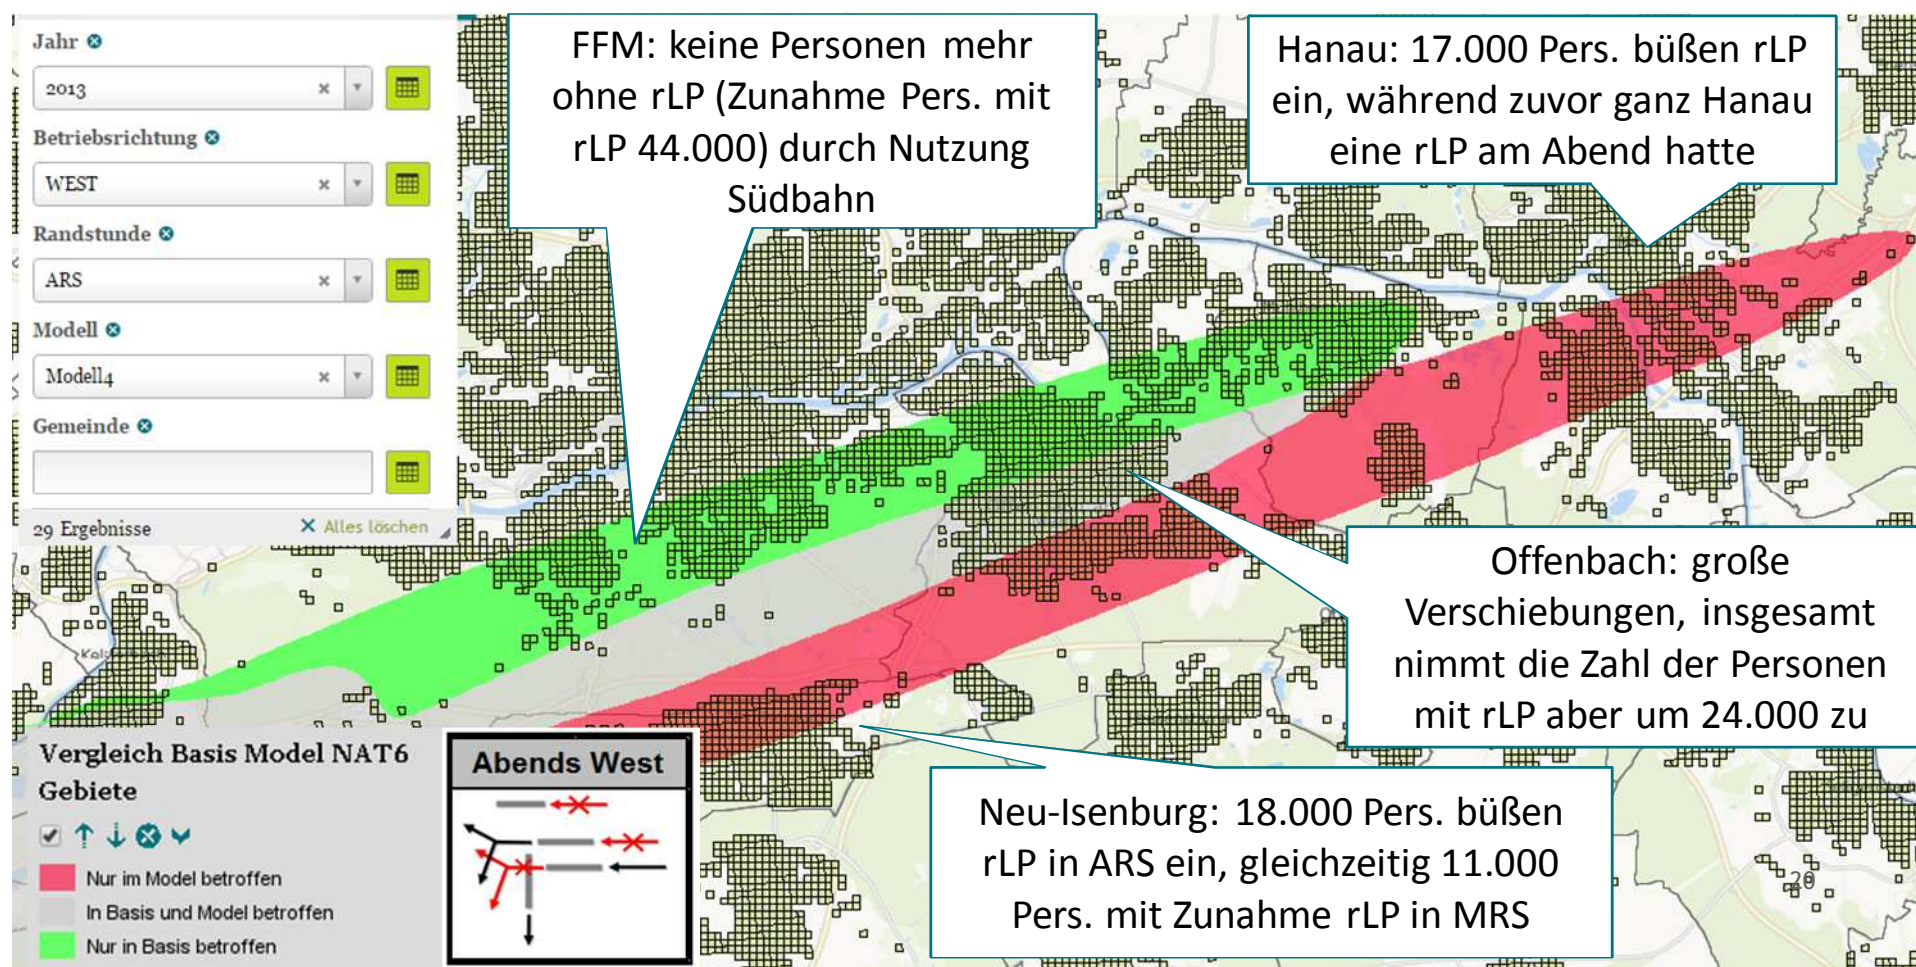 Jahr
2013
Betriebsrichtung
WEST
Randstunde
ARS
Modell
Modell4
Gemeinde
29 Ergebnisse
Alles löschen
FFM: keine Personen mehr
ohne rLP (Zunahme Pers. mit
rLP 44.000) durch Nutzung
Südbahn
Hanau: 17.000 Pers. büßen rLP
ein, während zuvor ganz Hanau
eine rLP am Abend hatte
Offenbach: große
Verschiebungen, insgesamt
nimmt die Zahl der Personen
mit rLP aber um 24.000 zu
Neu-Isenburg: 18.000 Pers. büßen
rLP in ARS ein, gleichzeitig 11.000
Pers. mit Zunahme rLP in MRS
Vergleich Basis Model NAT6
Gebiete
Nur im Model betroffen
In Basis und Model betroffen
Nur in Basis betroffen
Abends West